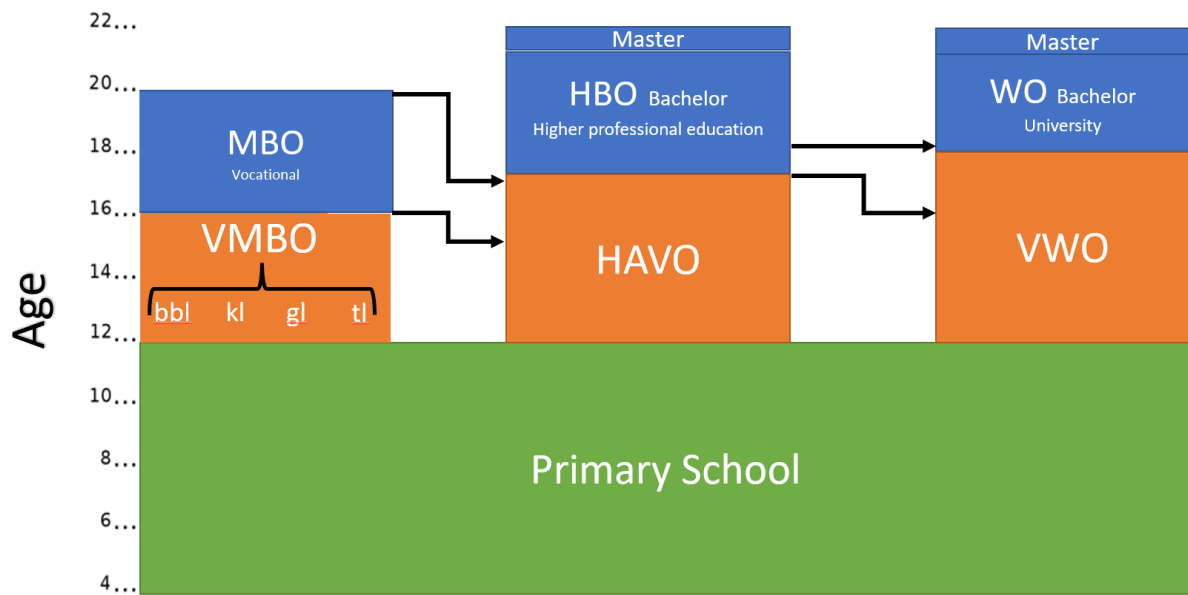 22...
Master
Master
20...
HBO Bachelor
WO Bachelor
Higher professional education
University
18...
MBO
Vocational
16...
VMBO
HAVO
VWO
14...
bbl kl gl tl
12...
Age
10...
Primary School
8...
6...
4...